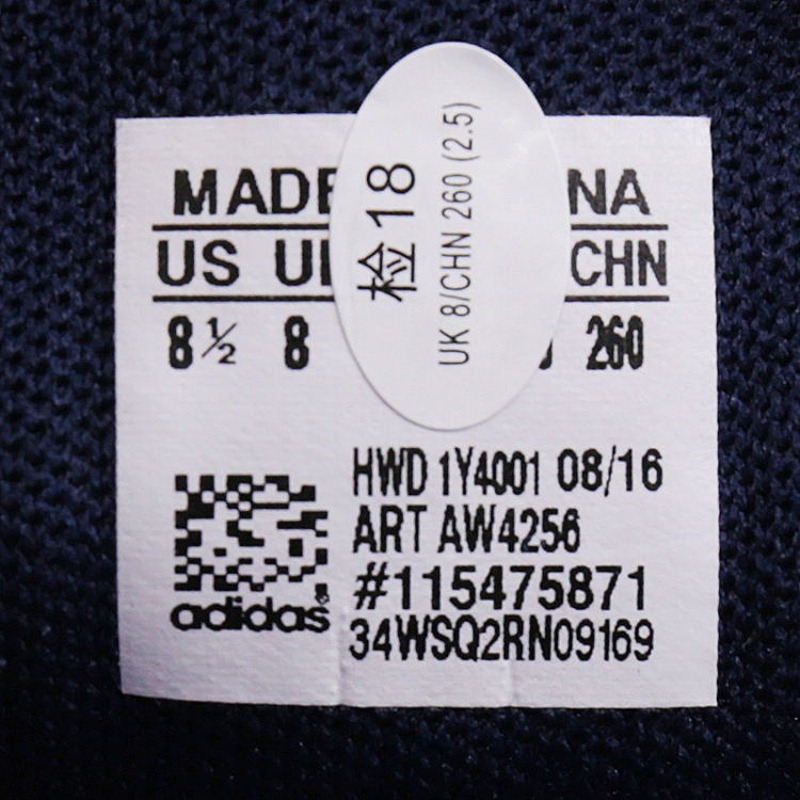 MADE NA
US U CHN
8½ 8 260
检18
UK 8/CHN 260 (2.5)
HWD 1Y4001 08/16
ART AW4256
#115475871
34WSQ2RN09169
adidas®